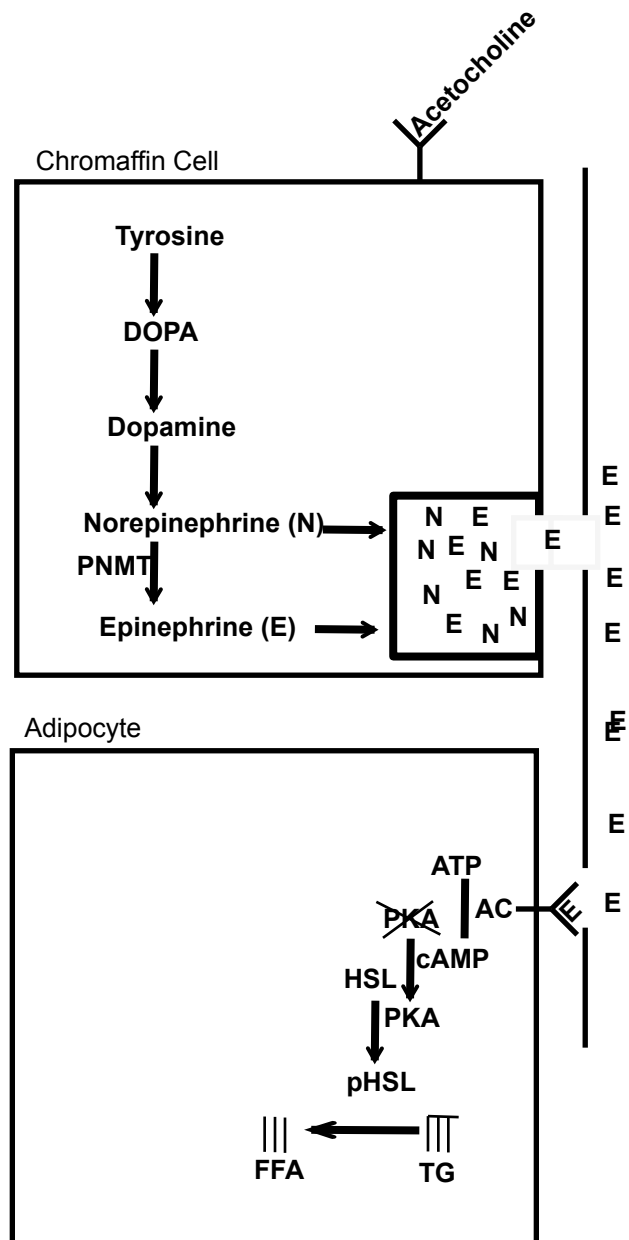 Acetocholine
Chromaffin Cell
Tyrosine
DOPA
Dopamine
Norepinephrine (N)
PNMT
Epinephrine (E)
N E
N E N
E E
N
E N N
E
E
E
E
E
E
E
E
Adipocyte
ATP
PKA
AC
E
E
cAMP
HSL
PKA
pHSL
FFA
TG